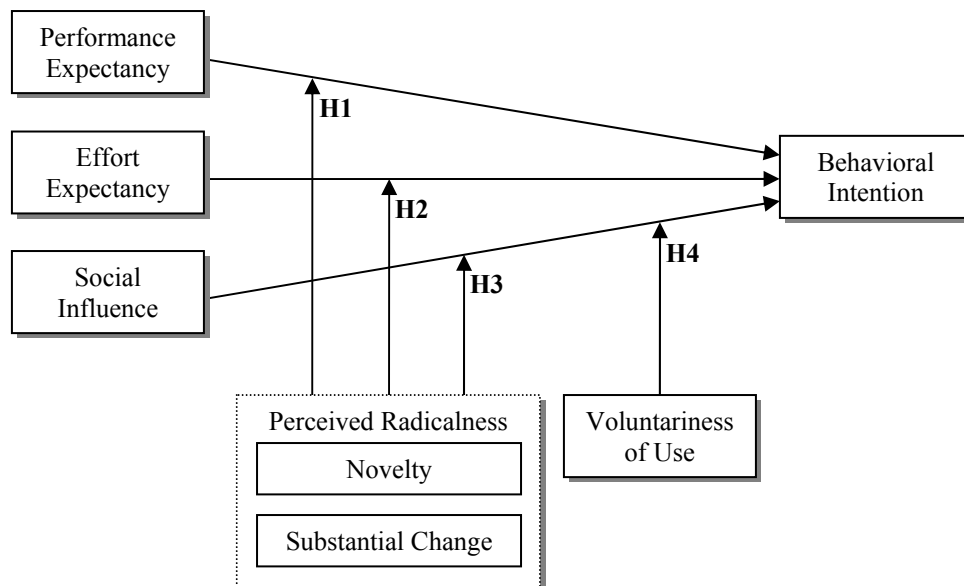 Performance
Expectancy
H1
Effort
Expectancy
Behavioral
Intention
H2
Social
Influence
H3
H4
Perceived Radicalness
Novelty
Substantial Change
Voluntariness
of Use